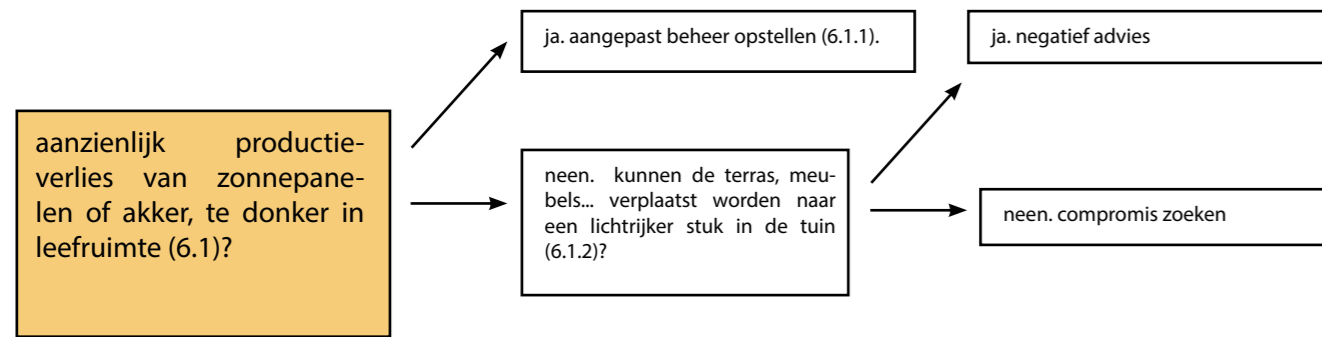 aanzienlijk productie-
verlies van zonnepane-
len of akker, te donker in
leefruimte (6.1)?
ja. aangepast beheer opstellen (6.1.1).
neen. kunnen de terras, meu-
bels... verplaatst worden naar
een lichtrijker stuk in de tuin
(6.1.2)?
ja. negatief advies
neen. compromis zoeken